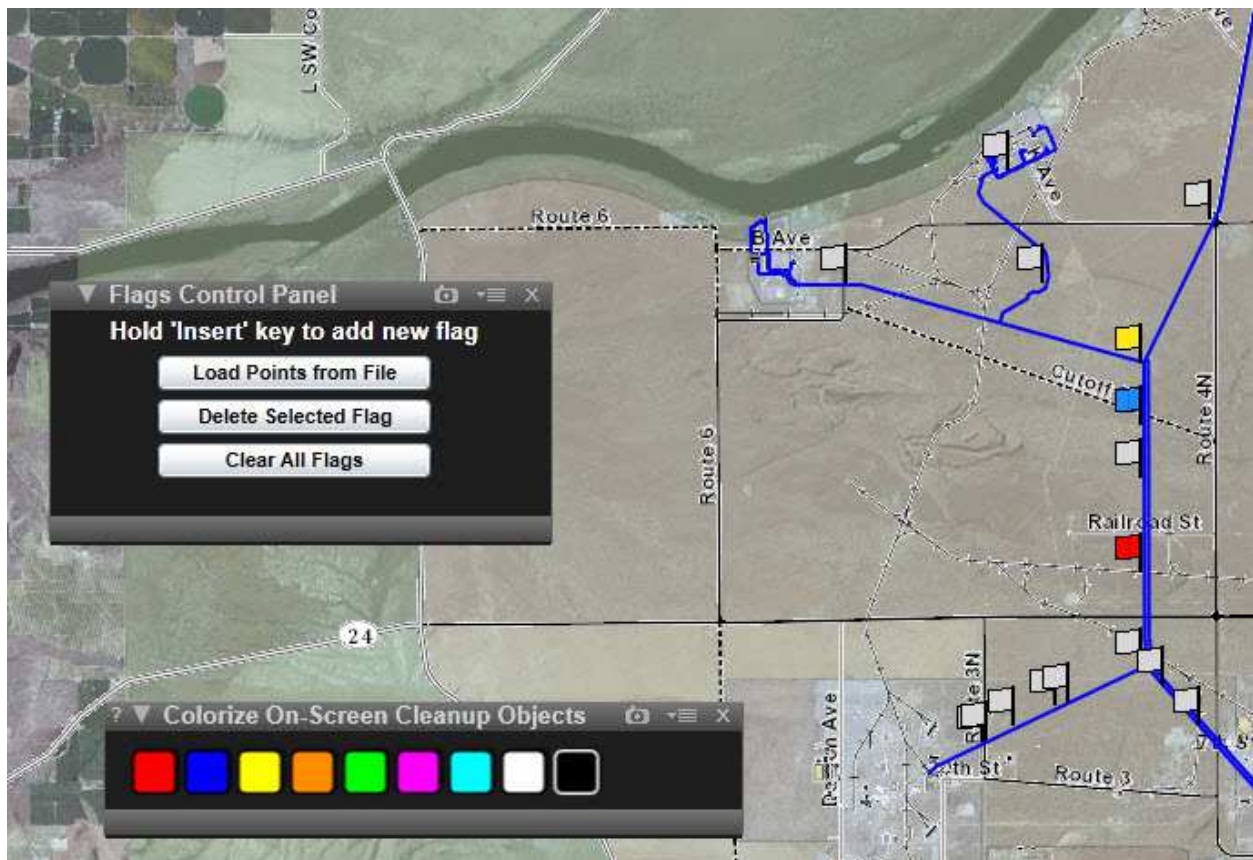 L SW Co
Ave
Route 6
B Ave
Ave
Flags Control Panel
Hold 'Insert' key to add new flag
Load Points from File
Delete Selected Flag
Clear All Flags
Cutoff
Route 4N
Route 6
Railroad St
24
? Colorize On-Screen Cleanup Objects
3N
Route 3